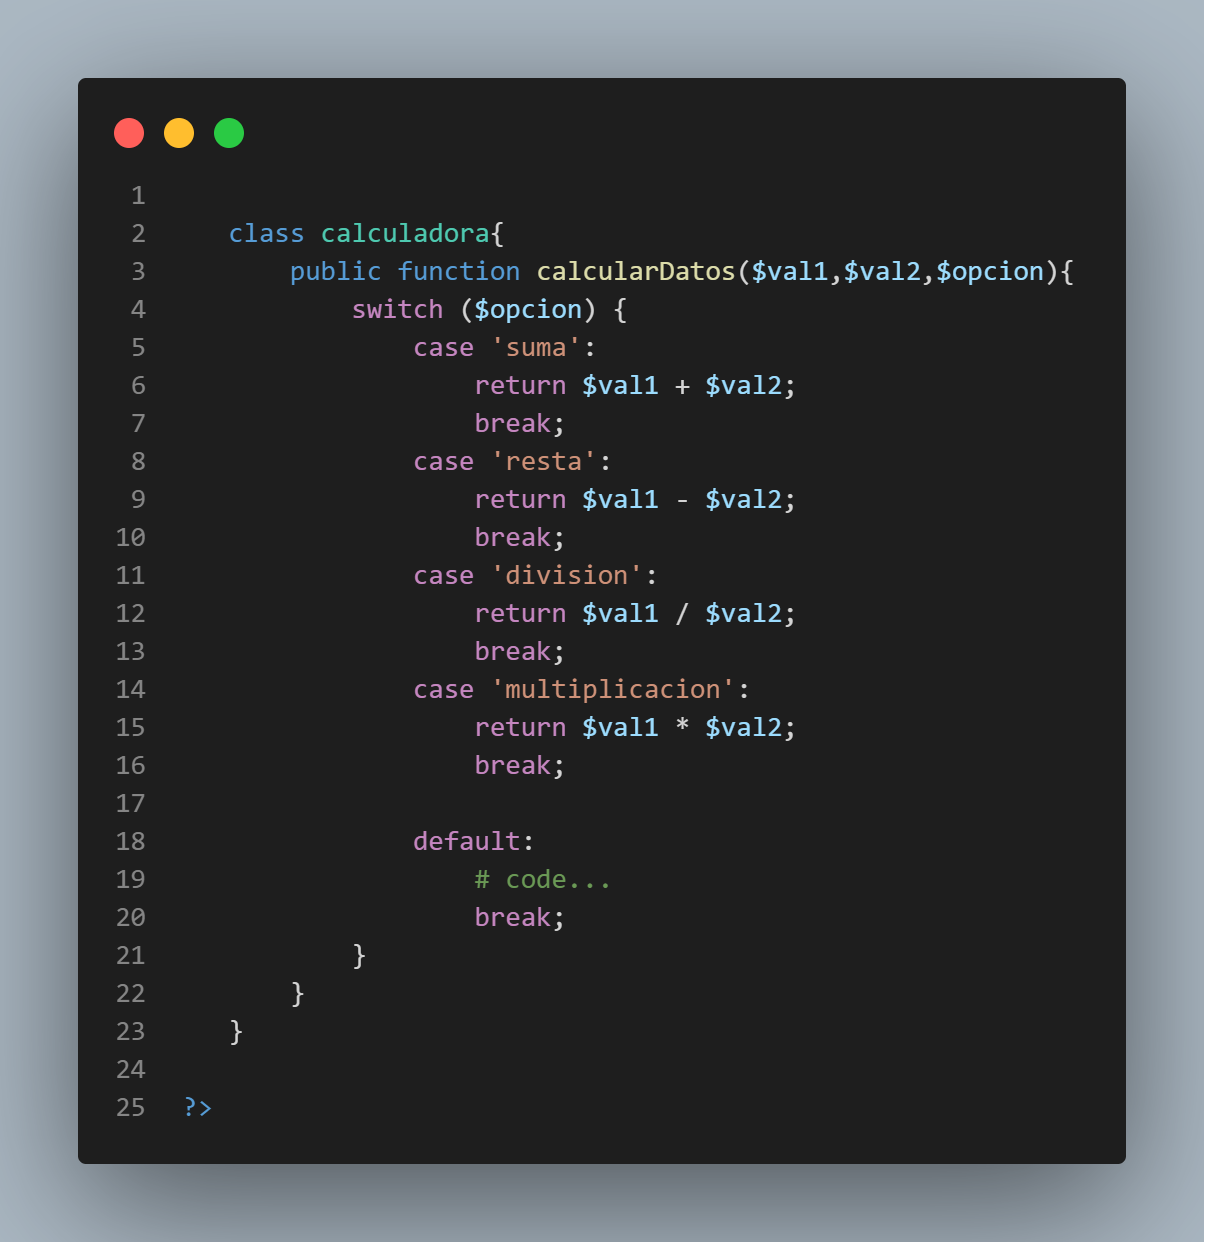 1
2 class calculadora{
3 public function calcularDatos($val1,$val2,$opcion){
4 switch ($opcion) {
5 case 'suma':
6 return $val1 + $val2;
7 break;
8 case 'resta':
9 return $val1 - $val2;
10 break;
11 case 'division':
12 return $val1 / $val2;
13 break;
14 case 'multiplicacion':
15 return $val1 * $val2;
16 break;
17
18 default:
19 # code...
20 break;
21 }
22 }
23 }
24
25 ?>